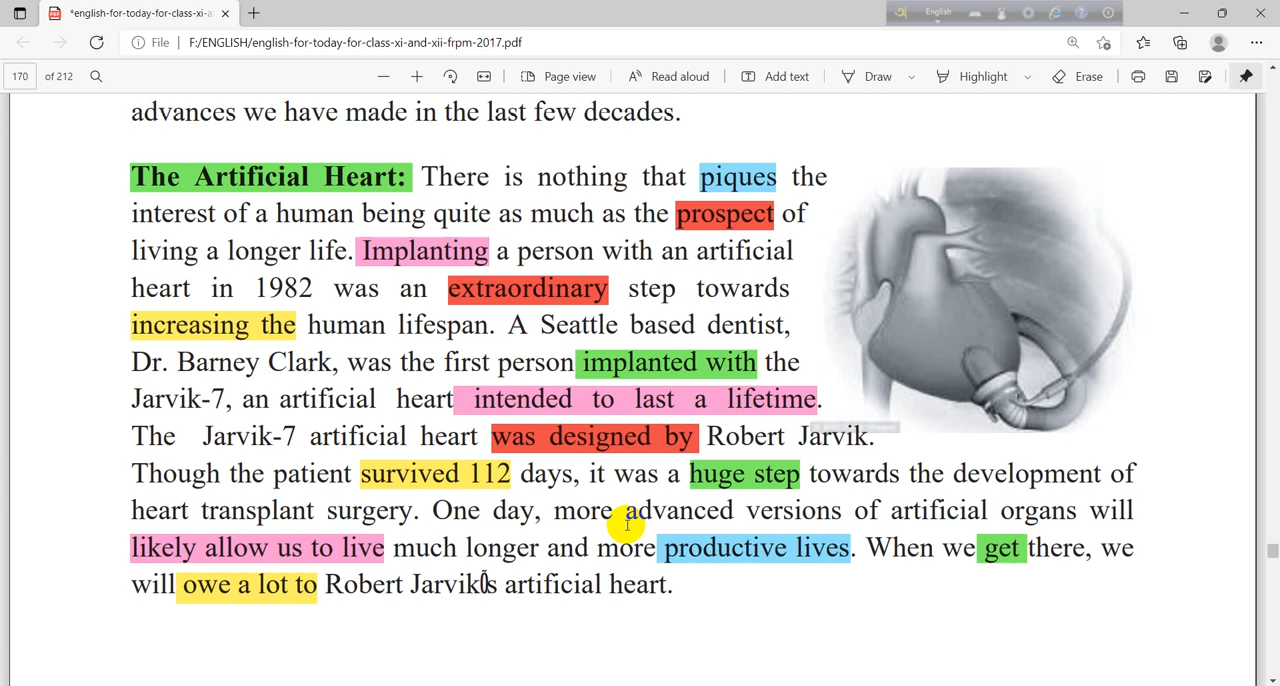 *english-for-today-for-class-xi-a
English
File
F:/ENGLISH/english-for-today-for-class-xi-and-xii-frpm-2017.pdf
170 of 212
Page view
Read aloud
Add text
Draw
Highlight
Erase
advances we have made in the last few decades.
The Artificial Heart: There is nothing that piques the
interest of a human being quite as much as the prospect of
living a longer life. Implanting a person with an artificial
heart in 1982 was an extraordinary step towards
increasing the human lifespan. A Seattle based dentist,
Dr. Barney Clark, was the first person implanted with the
Jarvik-7, an artificial heart intended to last a lifetime.
The Jarvik-7 artificial heart was designed by Robert Jarvik.
Though the patient survived 112 days, it was a huge step towards the development of
heart transplant surgery. One day, more advanced versions of artificial organs will
likely allow us to live much longer and more productive lives. When we get there, we
will owe a lot to Robert Jarvik's artificial heart.